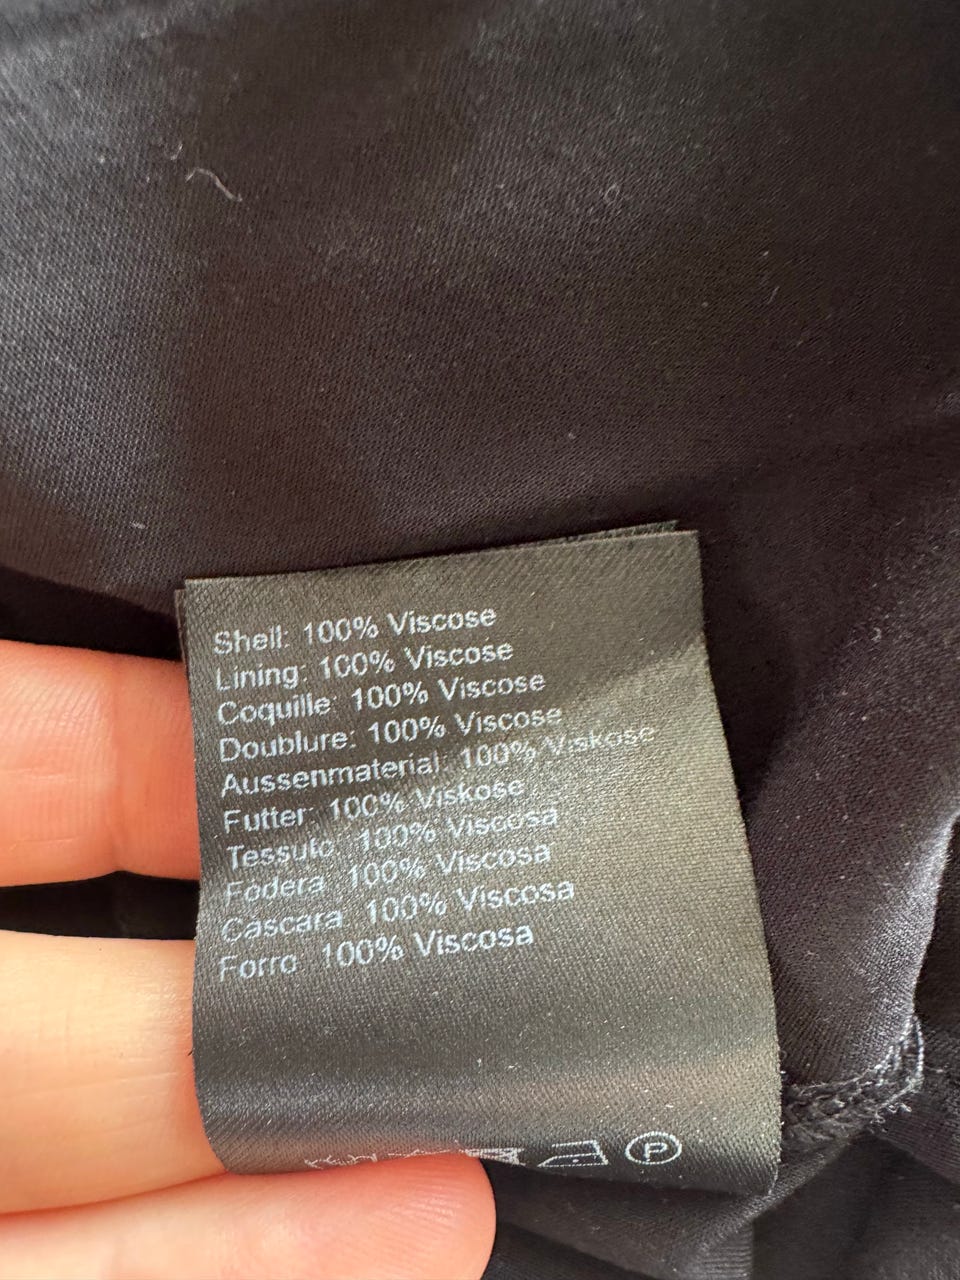 Shell: 100% Viscose
Lining: 100% Viscose
Coquille: 100% Viscose
Doublure: 100% Viscose
Aussenmaterial: 100% Viskose
Futter: 100% Viskose
Tessuto: 100% Viscosa
Fodera: 100% Viscosa
Cáscara: 100% Viscosa
Forro: 100% Viscosa
P